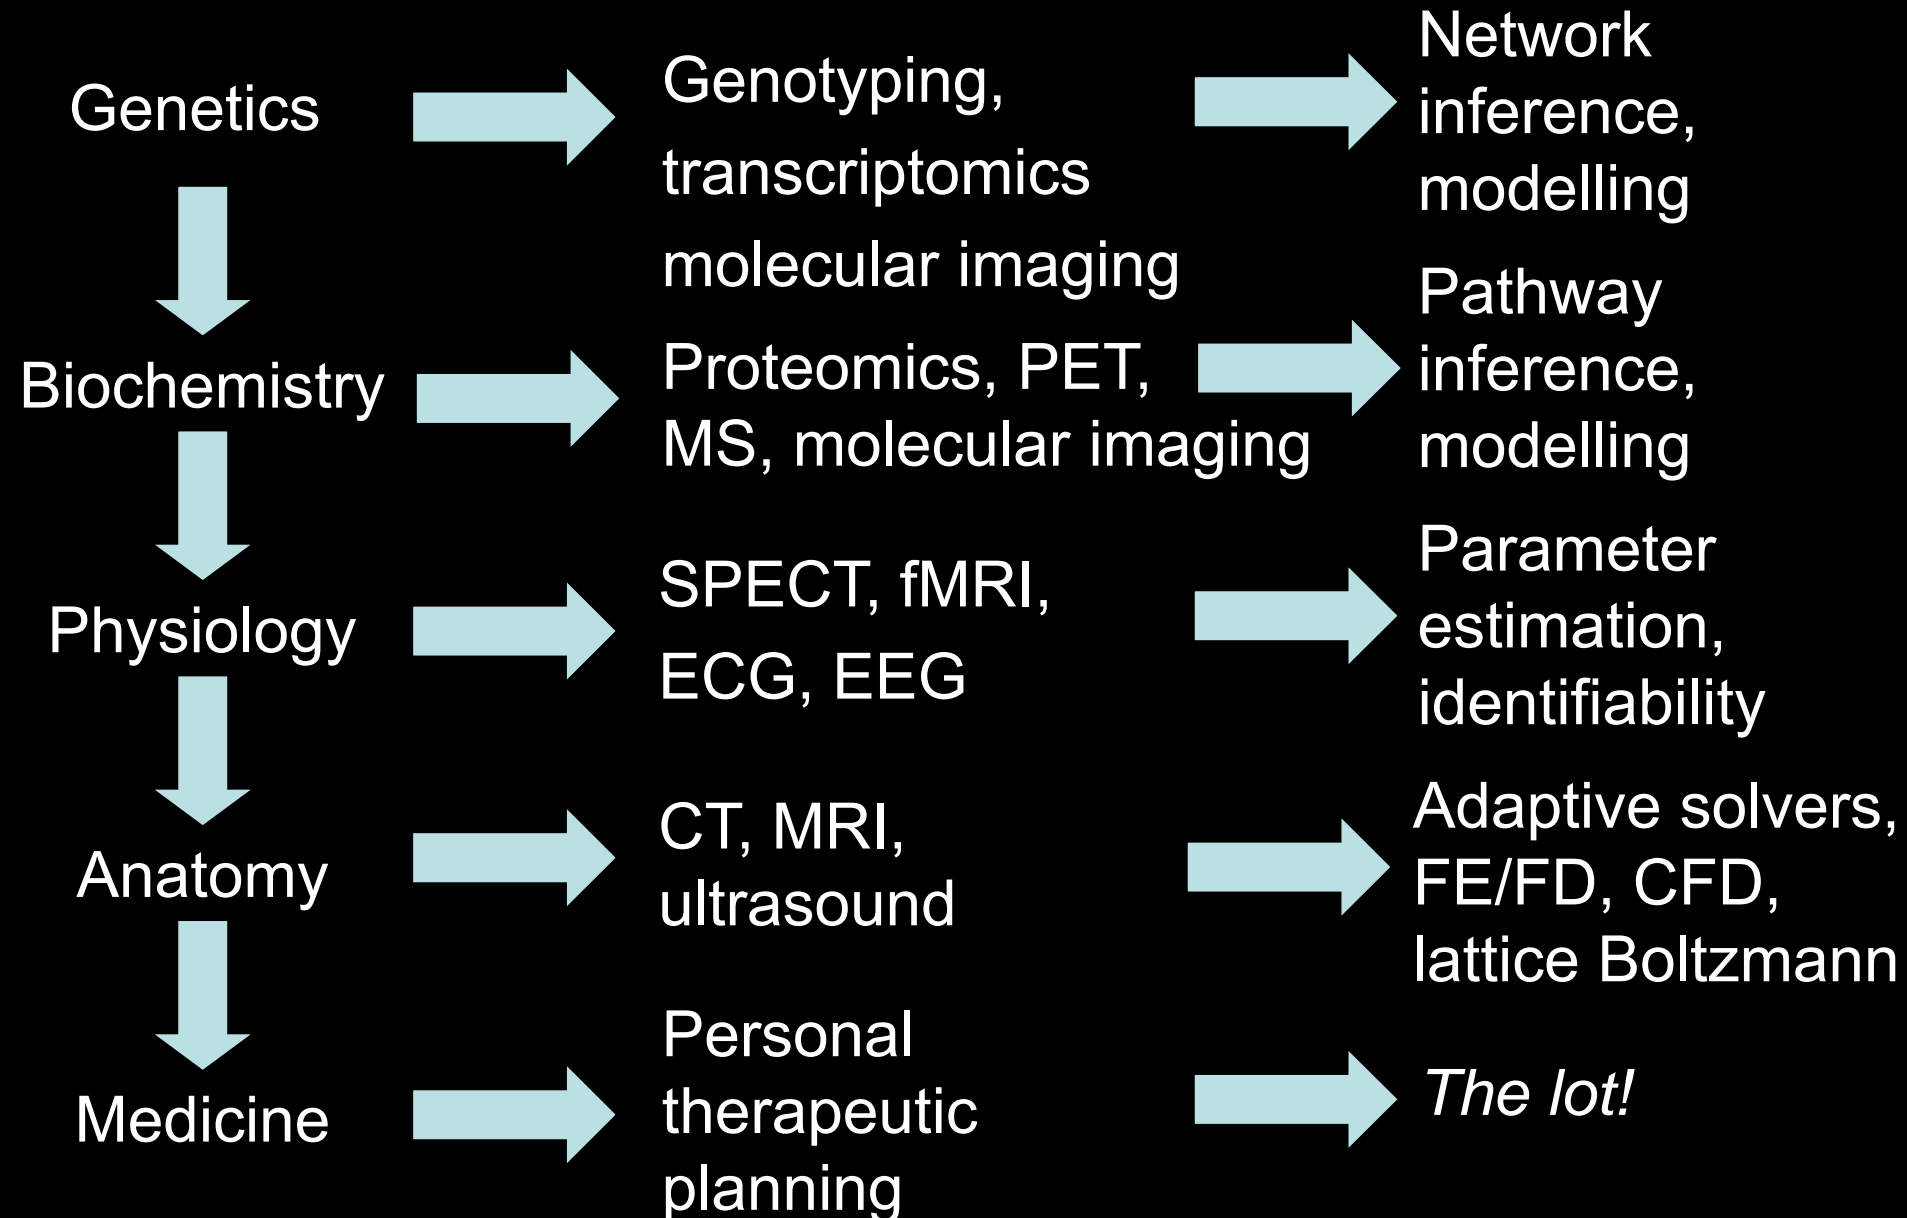 Genetics
Genotyping,
transcriptomics
molecular imaging
Network
inference,
modelling
Biochemistry
Proteomics, PET,
MS, molecular imaging
Pathway
inference,
modelling
Physiology
SPECT, fMRI,
ECG, EEG
Parameter
estimation,
identifiability
Anatomy
CT, MRI,
ultrasound
Adaptive solvers,
FE/FD, CFD,
lattice Boltzmann
Medicine
Personal
therapeutic
planning
The lot!